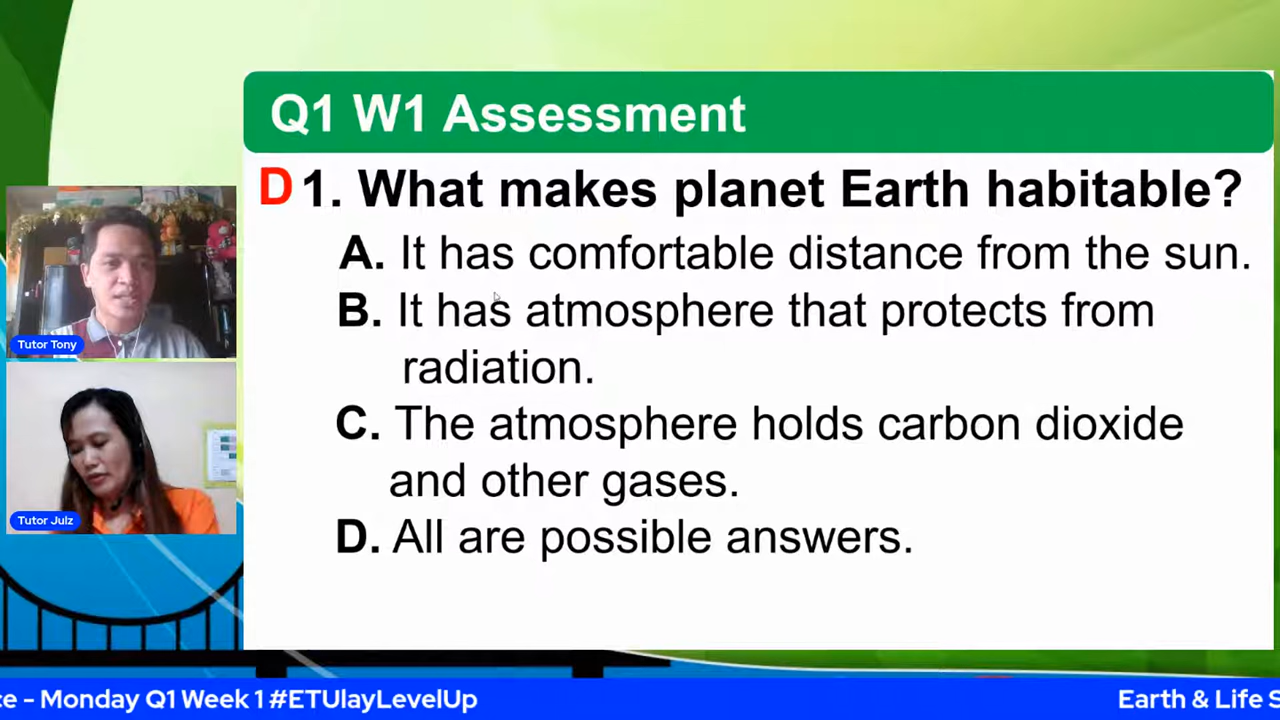 Q1 W1 Assessment
D 1. What makes planet Earth habitable?
A. It has comfortable distance from the sun.
B. It has atmosphere that protects from
radiation.
C. The atmosphere holds carbon dioxide
and other gases.
D. All are possible answers.
Tutor Tony
Tutor Julz
ce - Monday Q1 Week 1 #ETUlayLevelUp
Earth & Life S